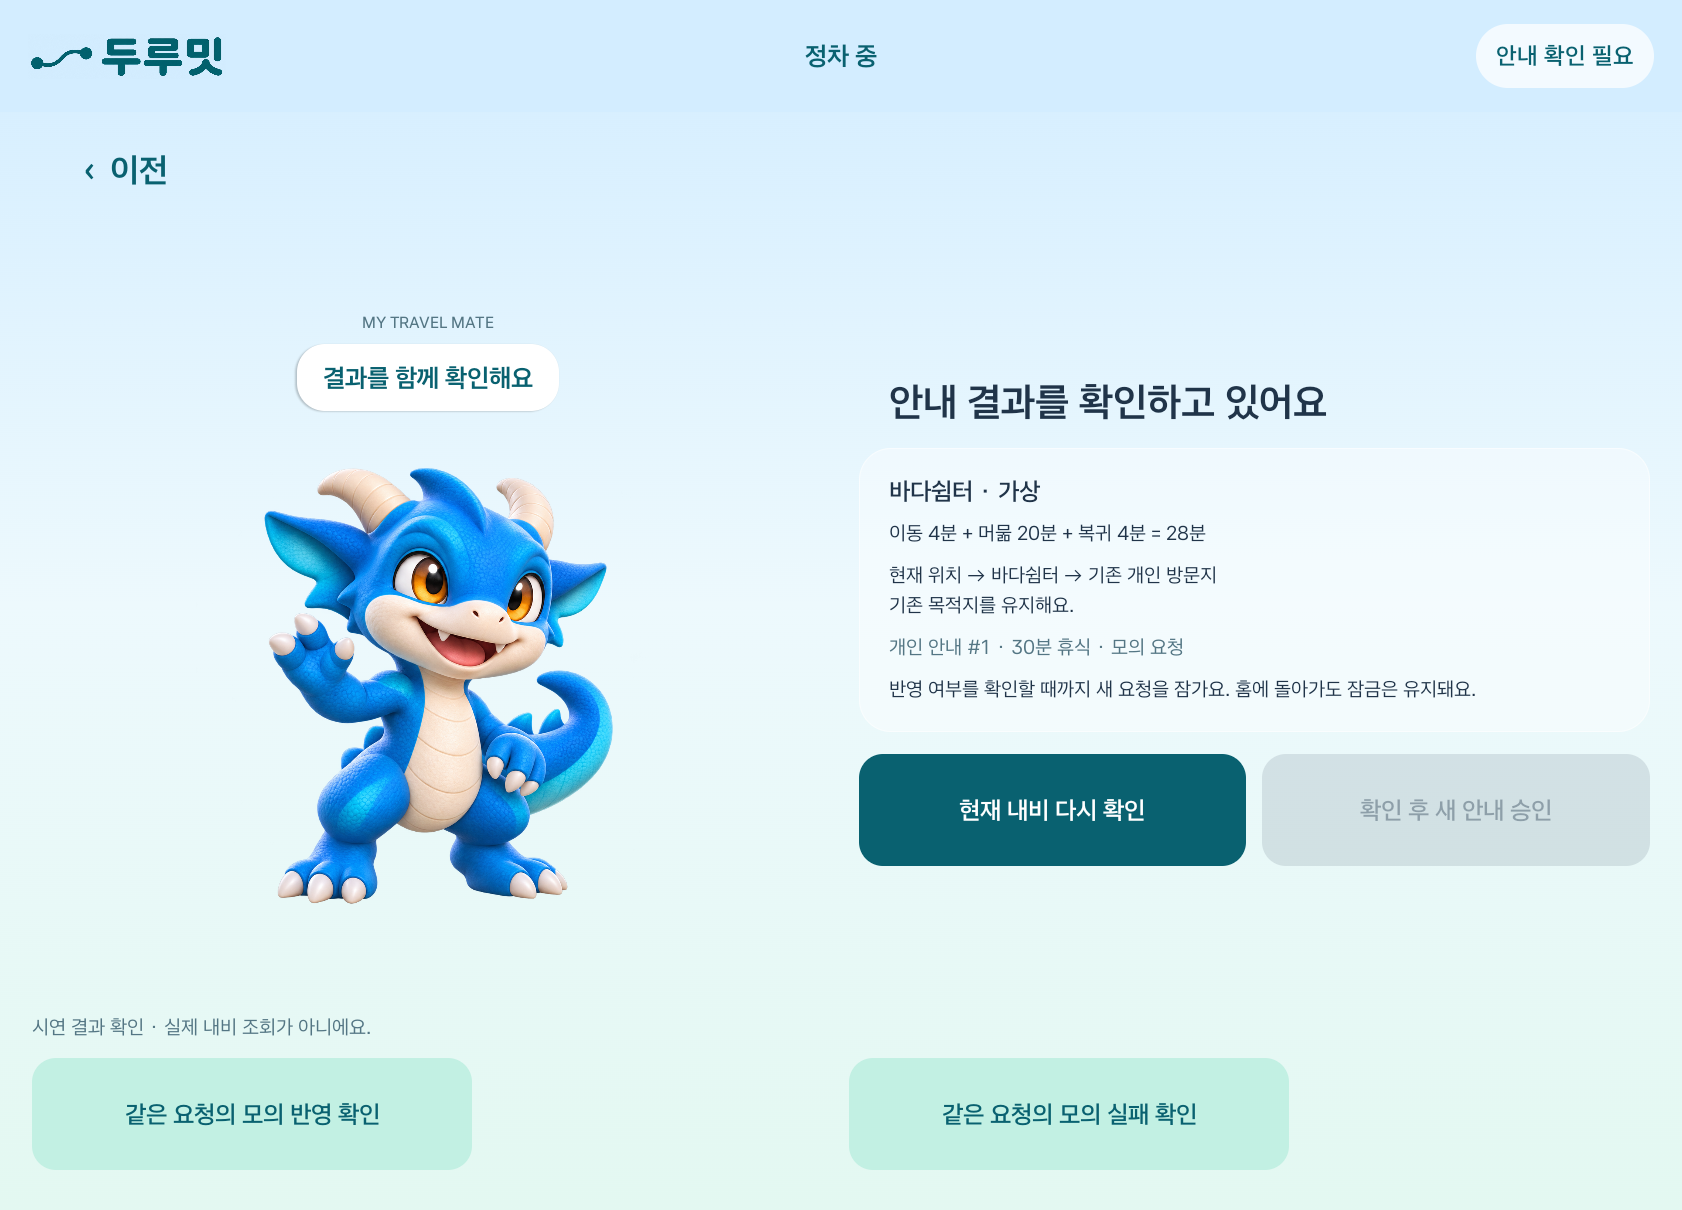 두루밋
정차 중
안내 확인 필요
‹ 이전
MY TRAVEL MATE
결과를 함께 확인해요
안내 결과를 확인하고 있어요
바다쉼터 · 가상
이동 4분 + 머묾 20분 + 복귀 4분 = 28분
현재 위치 → 바다쉼터 → 기존 개인 방문지
기존 목적지를 유지해요.
개인 안내 #1 · 30분 휴식 · 모의 요청
반영 여부를 확인할 때까지 새 요청을 잠가요. 홈에 돌아가도 잠금은 유지돼요.
현재 내비 다시 확인
확인 후 새 안내 승인
시연 결과 확인 · 실제 내비 조회가 아니에요.
같은 요청의 모의 반영 확인
같은 요청의 모의 실패 확인